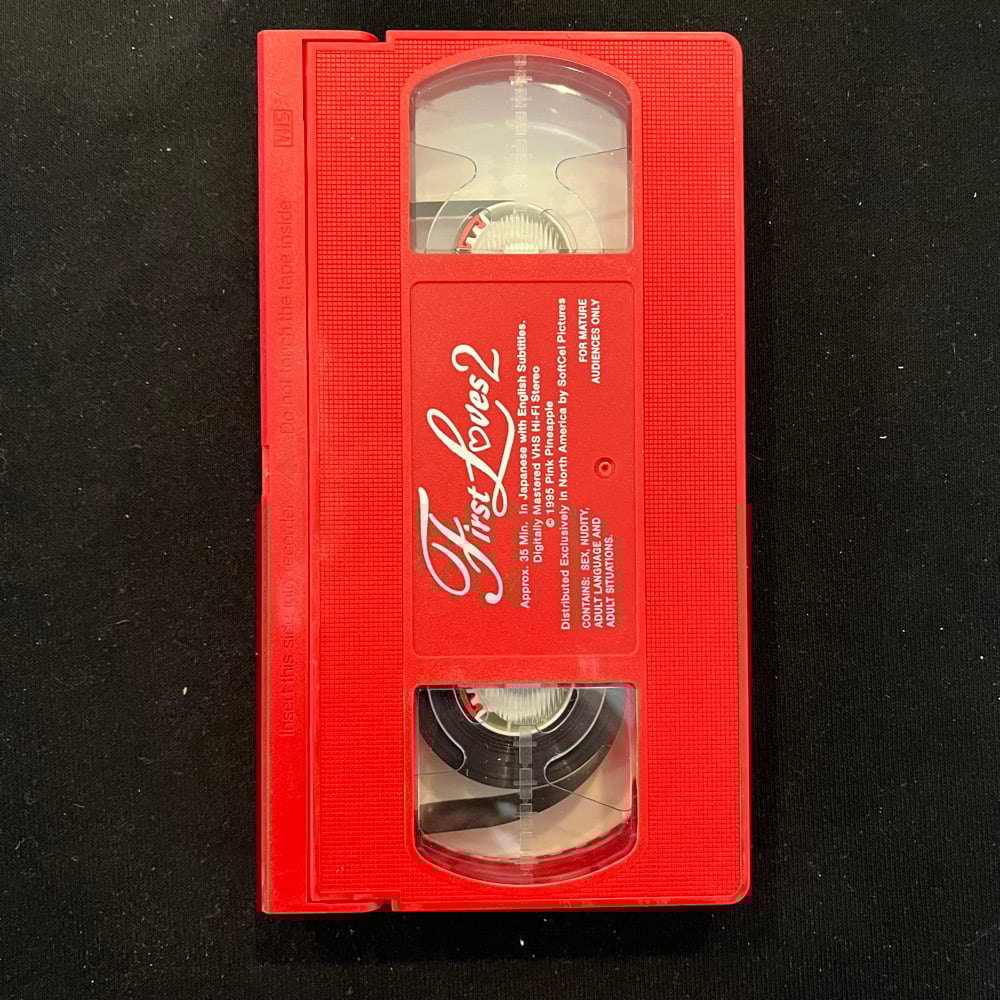 First Loves 2
Approx. 35 Min. In Japanese with English Subtitles.
Digitally Mastered VHS Hi-Fi Stereo
© 1995 Pink Pineapple
Distributed Exclusively in North America by SoftCel Pictures
CONTAINS: SEX, NUDITY,
ADULT LANGUAGE AND
ADULT SITUATIONS.
FOR MATURE
AUDIENCES ONLY
Insert this side into recorder
Do not touch the tape inside
VHS